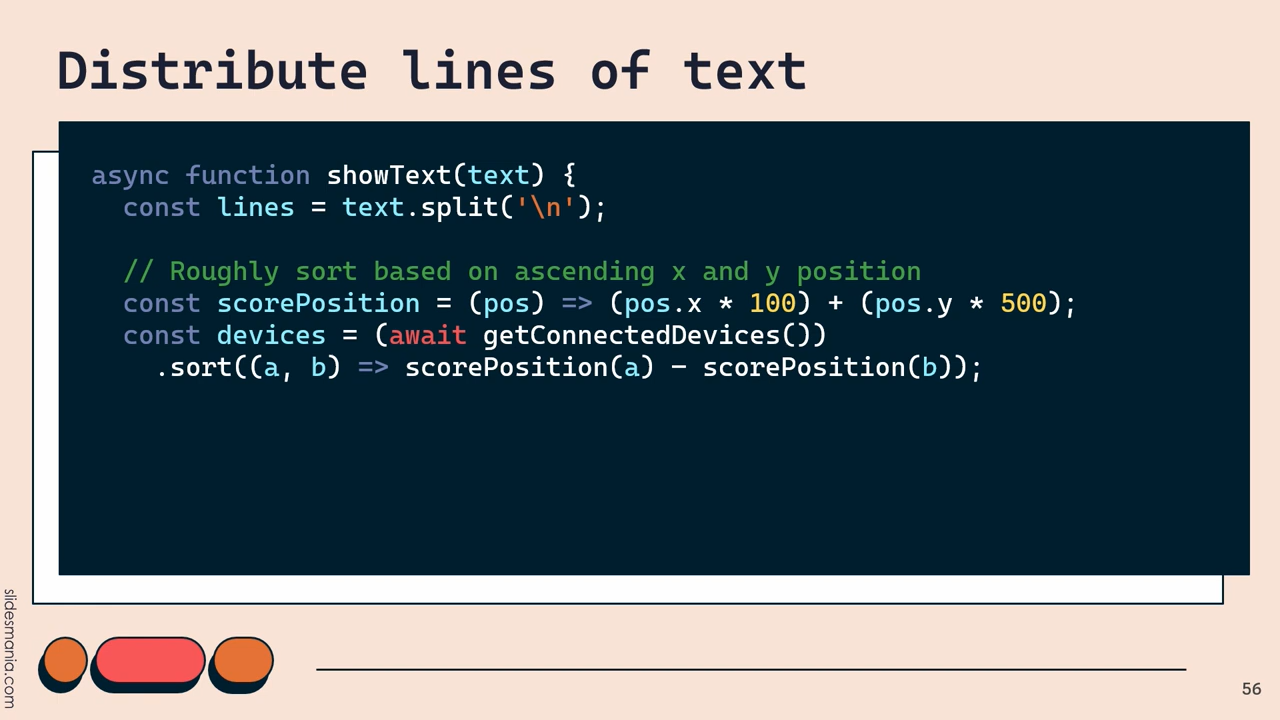 Distribute lines of text
async function showText(text) {
  const lines = text.split('\n');

  // Roughly sort based on ascending x and y position
  const scorePosition = (pos) => (pos.x * 100) + (pos.y * 500);
  const devices = (await getConnectedDevices())
    .sort((a, b) => scorePosition(a) − scorePosition(b));
slidesmania.com
56